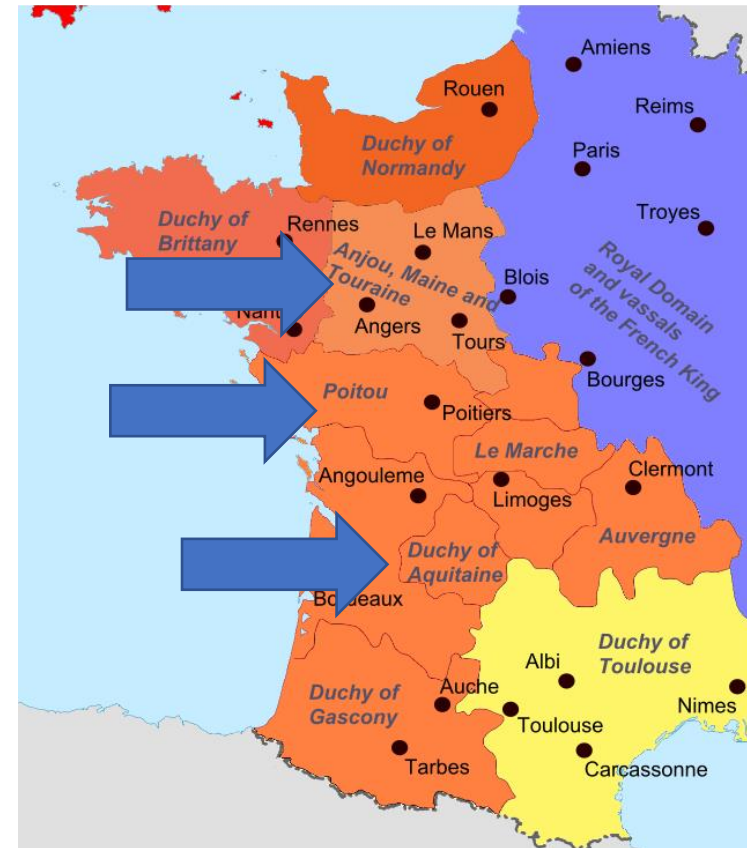 Amiens
Rouen
Reims
Duchy of
Normandy
Paris
Troyes
Duchy of
Brittany
Rennes
Le Mans
Anjou, Maine and
Touraine
Blois
Royal Domain
and vassals
of the French King
Nant
Angers
Tours
Bourges
Poitou
Poitiers
Le Marche
Angouleme
Clermont
Limoges
Auvergne
Duchy of
Aquitaine
Bordeaux
Duchy of
Toulouse
Albi
Duchy of
Gascony
Auche
Nimes
Toulouse
Tarbes
Carcassonne